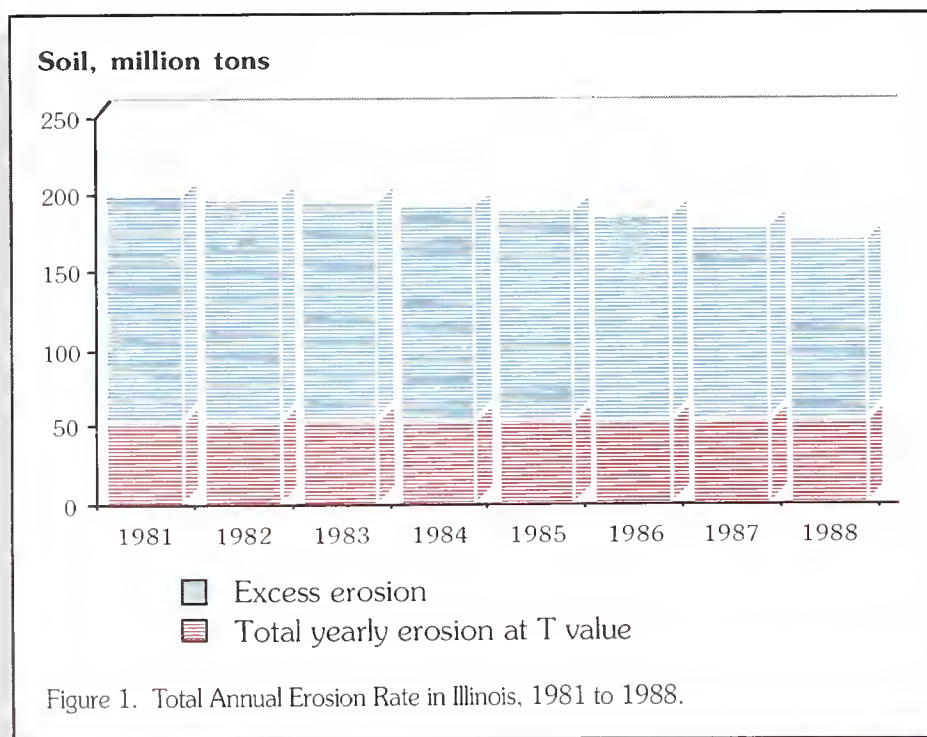 Soil, million tons
250
200
150
100
50
0
1981 1982 1983 1984 1985 1986 1987 1988
Excess erosion
Total yearly erosion at T value
Figure 1. Total Annual Erosion Rate in Illinois, 1981 to 1988.